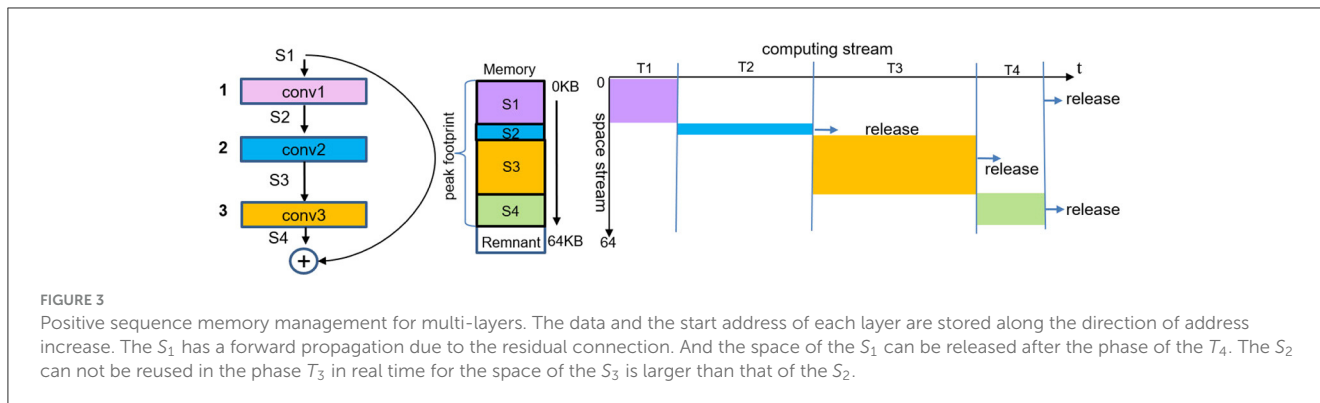 computing stream
S1
T1
T2
T3
T4
t
Memory
0
0KB
1
conv1
S1
release
S2
S2
release
2
conv2
peak footprint
space stream
S3
S3
release
3
conv3
S4
S4
release
+
Remnant
64KB
64
FIGURE 3
Positive sequence memory management for multi-layers. The data and the start address of each layer are stored along the direction of address
increase. The S1 has a forward propagation due to the residual connection. And the space of the S1 can be released after the phase of the T4. The S2
can not be reused in the phase T3 in real time for the space of the S3 is larger than that of the S2.